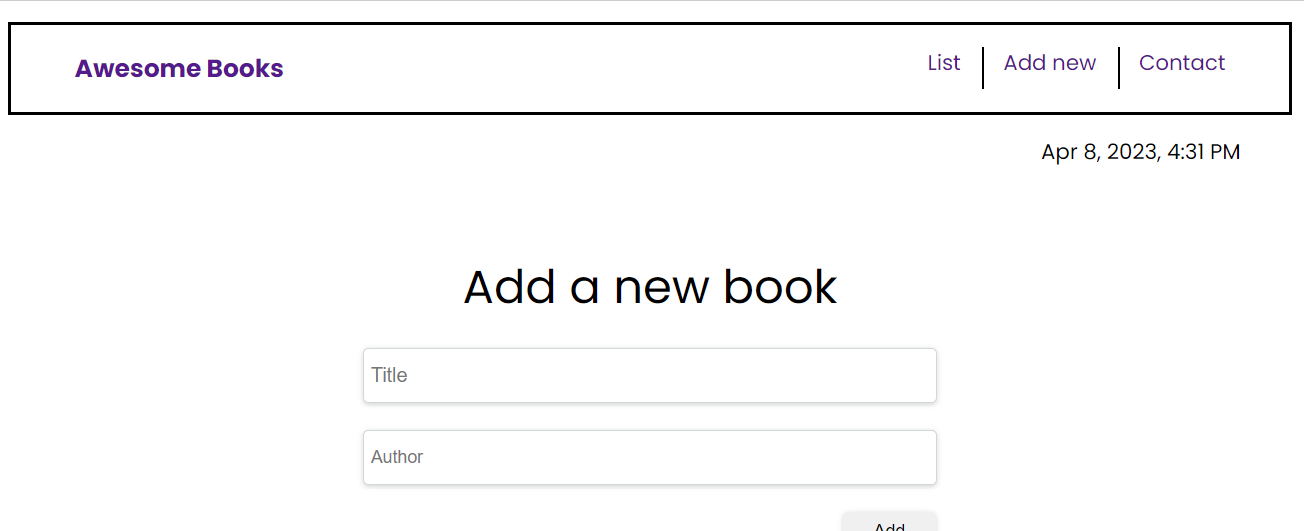 Awesome Books
List
Add new
Contact
Apr 8, 2023, 4:31 PM
Add a new book
Title
Author
Add